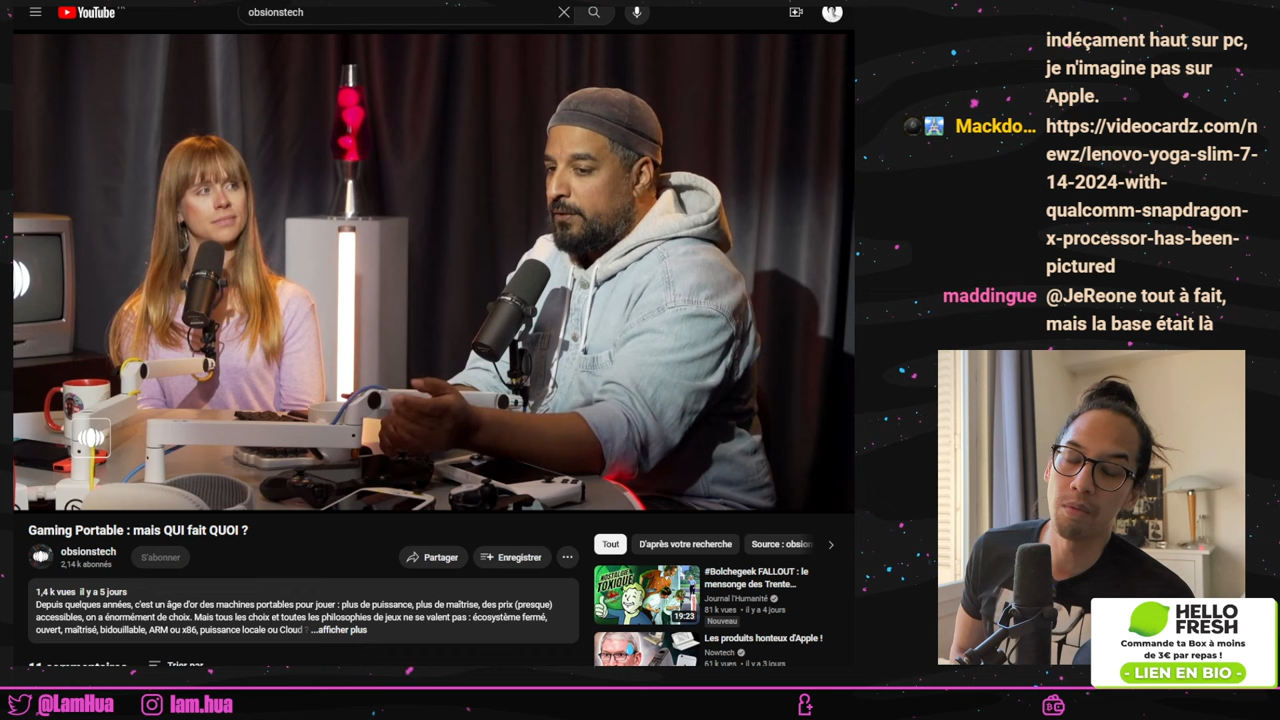 YouTube
obsionstech
Gaming Portable : mais QUI fait QUOI ?
obsionstech
2,14 k abonnés
S'abonner
Partager
Enregistrer
1,4 k vues il y a 5 jours
Depuis quelques années, c'est un âge d'or des machines portables pour jouer : plus de puissance, plus de maîtrise, des prix (presque)
accessibles, on a énormément de choix. Mais tous les choix et toutes les philosophies de jeux ne se valent pas : écosystème fermé,
ouvert, maîtrisé, bidouillable, ARM ou x86, puissance locale ou Cloud ? ...afficher plus
11 commentaires
Trier par
Tout
D'après votre recherche
Source : obsion
NOSTALGIE
TOXIQUE
19:23
#Bolchegeek FALLOUT : le
mensonge des Trente...
Journal l'Humanité
81 k vues • il y a 4 jours
Nouveau
Les produits honteux d'Apple !
Nowtech
61 k vues • il y a 3 jours
indéçament haut sur pc,
je n'imagine pas sur
Apple.
Mackdo... https://videocardz.com/n
ewz/lenovo-yoga-slim-7-
14-2024-with-
qualcomm-snapdragon-
x-processor-has-been-
pictured
maddingue @JeReone tout à fait,
mais la base était là
HELLO
FRESH
Commande ta Box à moins
de 3€ par repas !
- LIEN EN BIO -
@LamHua
lam.hua